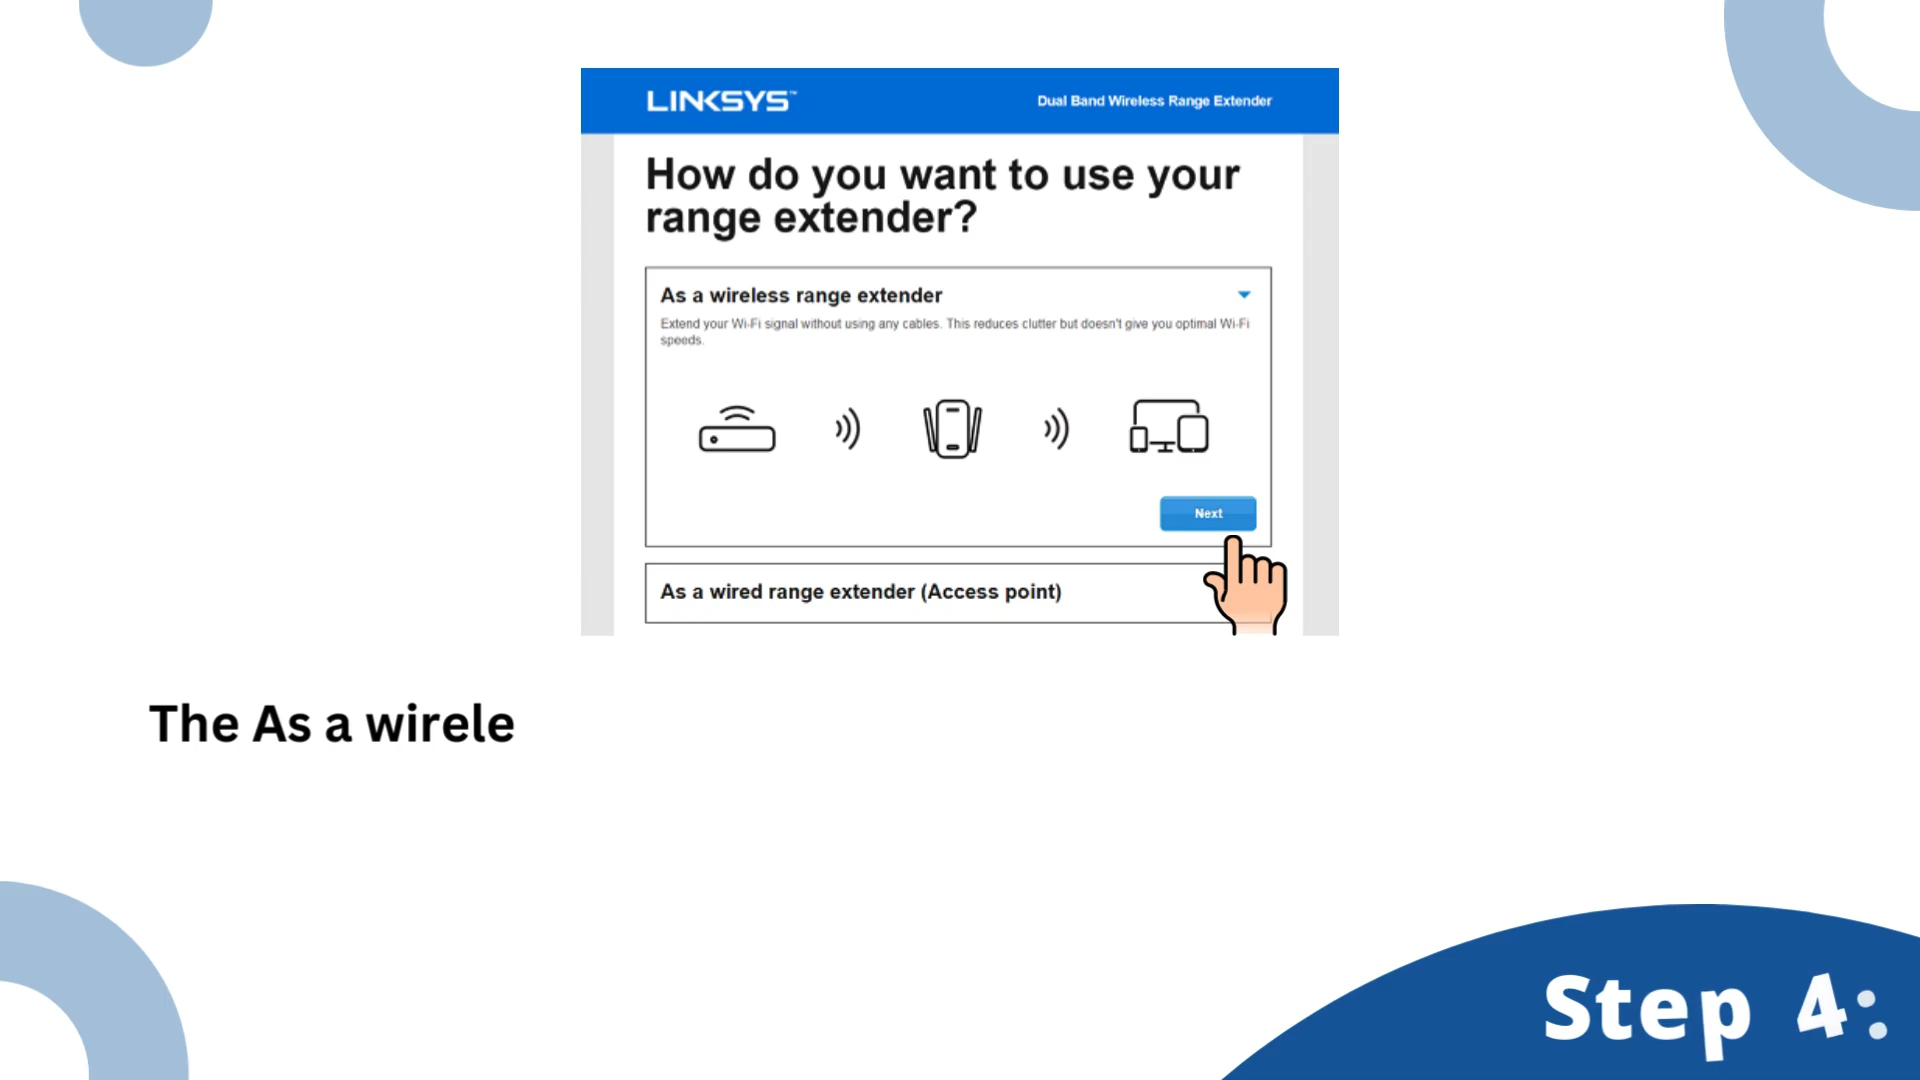 LINKSYS™
Dual Band Wireless Range Extender
How do you want to use your
range extender?
As a wireless range extender
Extend your Wi-Fi signal without using any cables. This reduces clutter but doesn't give you optimal Wi-Fi
speeds.
Next
As a wired range extender (Access point)
The As a wirele
Step 4: